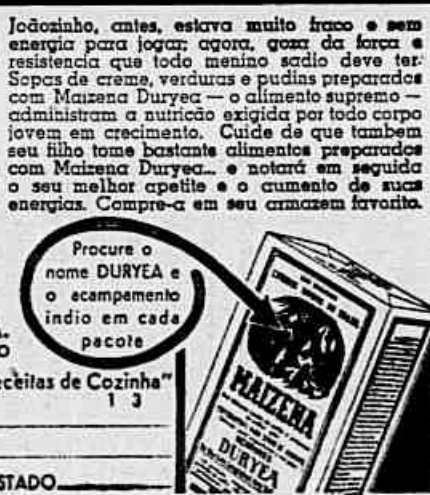 Joãozinho, antes, estava muito fraco e sem
energia para jogar; agora, goza da força e
resistencia que todo menino sadio deve ter.
Sopas de creme, verduras e pudins preparados
com Maizena Duryea — o alimento supremo —
administram a nutricão exigida por todo corpo
jovem em crecimento. Cuide de que tambem
seu filho tome bastante alimentos preparados
com Maizena Duryea... e notará em seguida
o seu melhor apetite e o aumento de suas
energias. Compre-a em seu armazem favorito.
Procure o
nome DURYEA e
o acampamento
indio em cada
pacote
eceitas de Cozinha"
1 3
STADO
MAIZENA
DURYEA